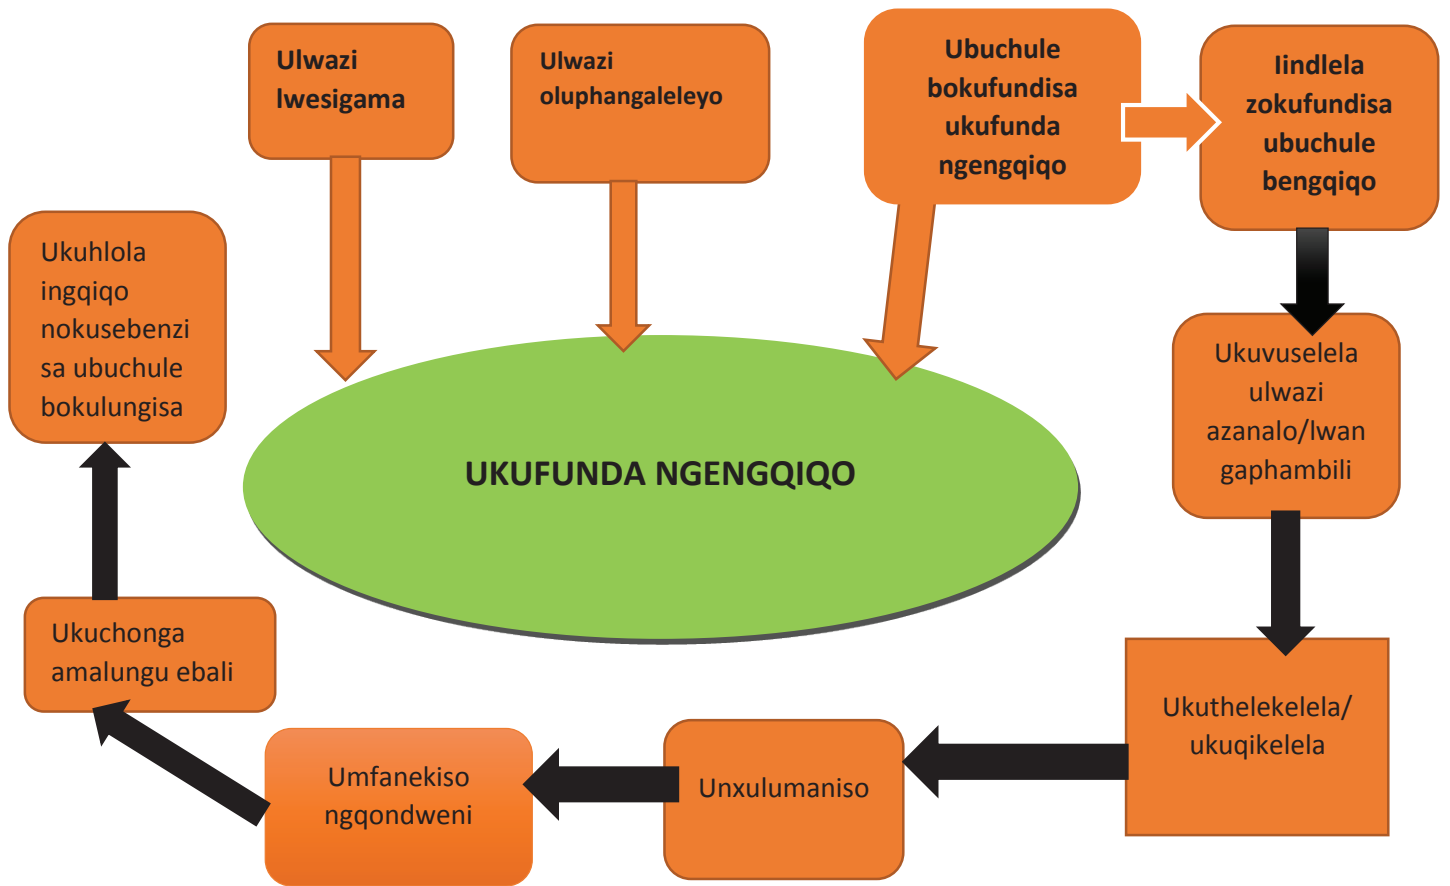 Ulwazi
lwesigama
Ulwazi
oluphangaleleyo
Ubuchule
bokufundisa
ukufunda
ngengqiqo
Iindlela
zokufundisa
ubuchule
bengqiqo
Ukuhlola
ingqiqo
nokusebenzi
sa ubuchule
bokulungisa
Ukuvuselela
ulwazi
azanalo/lwan
gaphambili
UKUFUNDA NGENGQIQO
Ukuchonga
amalungu ebali
Umfanekiso
ngqondweni
Unxulumaniso
Ukuthelekelela/
ukuqikelela